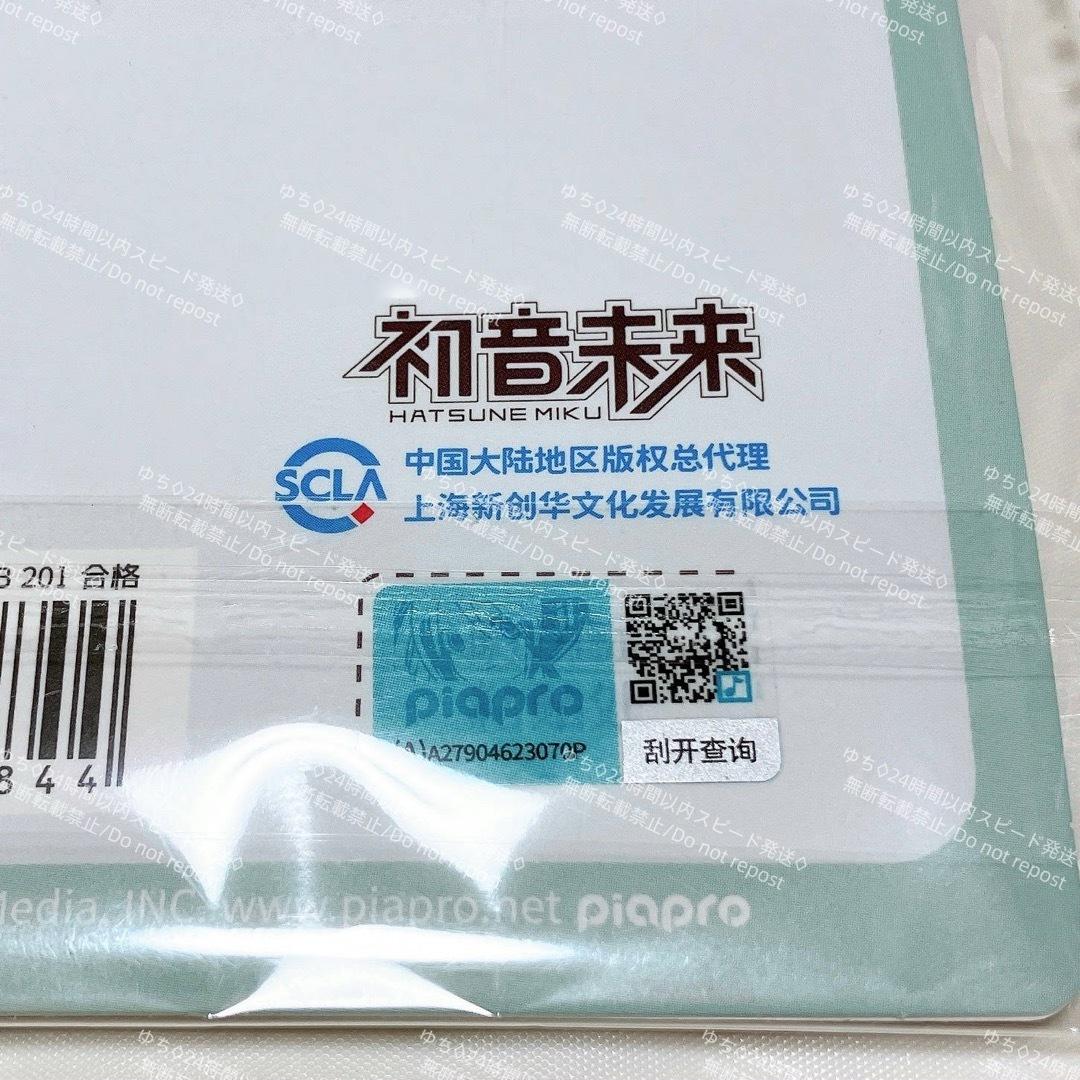 初音未来
HATSUNE MIKU
SCLA
中国大陆地区版权总代理
上海新创华文化发展有限公司
201 合格
844
piapro
A27904623070P
刮开查询
Media, INC. www.piapro.net piapro
ゆち◊24時間以内スピード発送◊
無断転載禁止/Do not repost